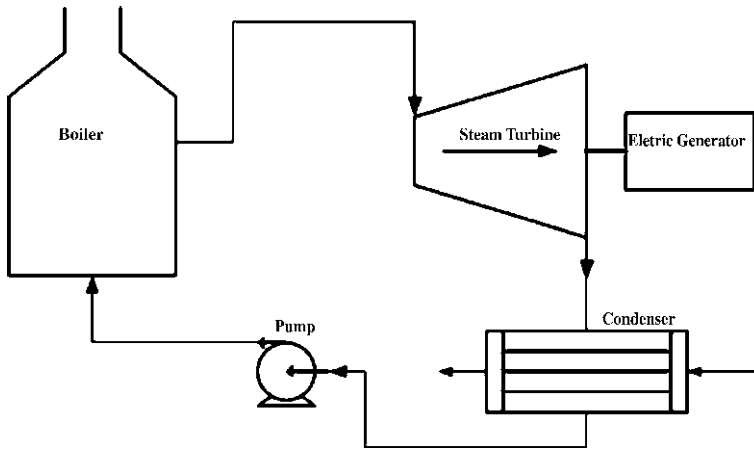 Boiler
Steam Turbine
Eletric Generator
Condenser
Pump